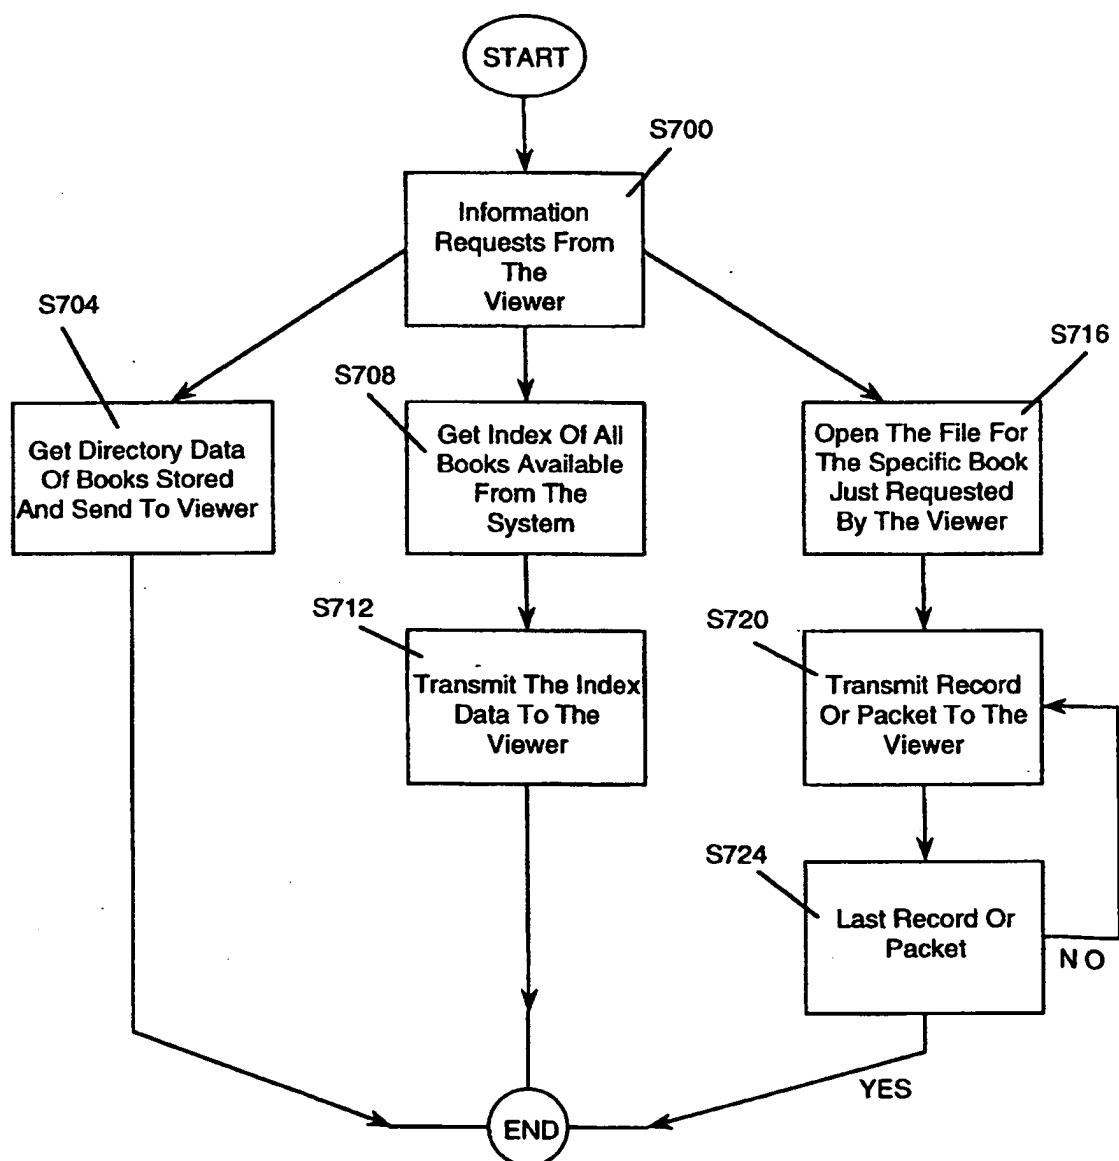 START
S700
Information
Requests From
The
Viewer
S704
Get Directory Data
Of Books Stored
And Send To Viewer
S708
Get Index Of All
Books Available
From The
System
S716
Open The File For
The Specific Book
Just Requested
By The Viewer
S712
Transmit The Index
Data To The
Viewer
S720
Transmit Record
Or Packet To The
Viewer
S724
Last Record Or
Packet
NO
YES
END